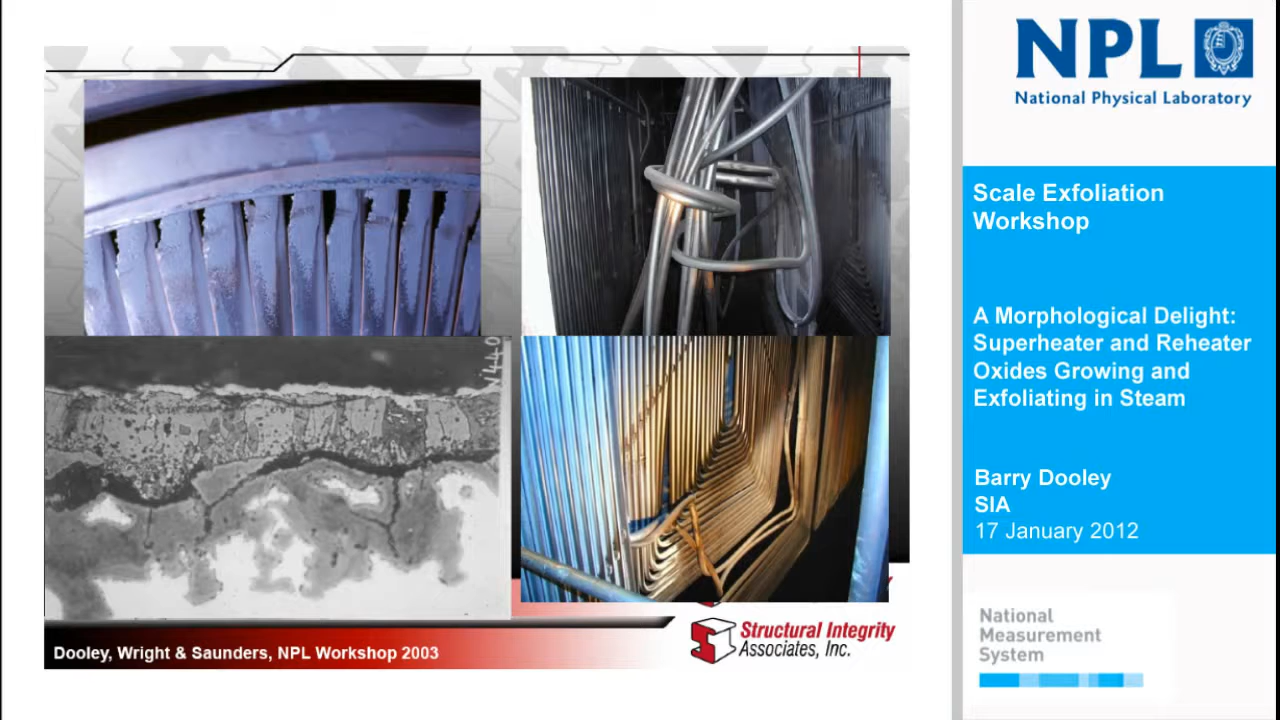 V440
Dooley, Wright & Saunders, NPL Workshop 2003
Structural Integrity
Associates, Inc.
NPL
National Physical Laboratory
Scale Exfoliation
Workshop
A Morphological Delight:
Superheater and Reheater
Oxides Growing and
Exfoliating in Steam
Barry Dooley
SIA
17 January 2012
National
Measurement
System